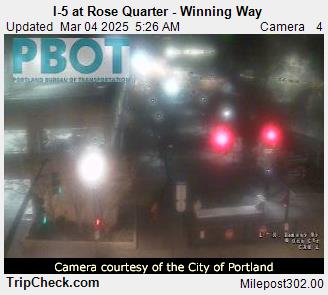 I-5 at Rose Quarter - Winning Way
Updated Mar 04 2025 5:26 AM Camera 4
PBOT
PORTLAND BUREAU OF TRANSPORTATION
Camera courtesy of the City of Portland
TripCheck.com Milepost302.00